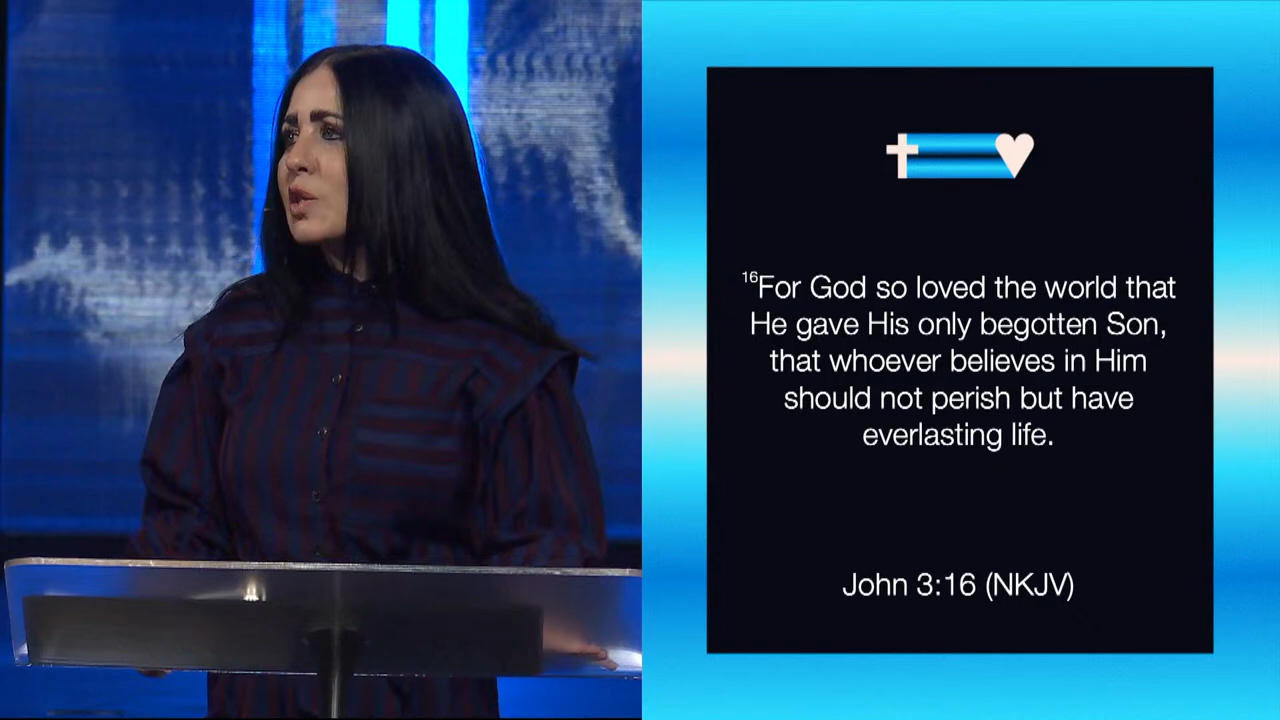 ¹⁶For God so loved the world that
He gave His only begotten Son,
that whoever believes in Him
should not perish but have
everlasting life.
John 3:16 (NKJV)